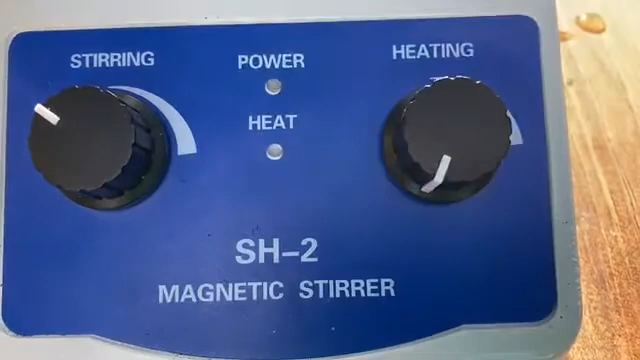 STIRRING
POWER
HEATING
HEAT
SH-2
MAGNETIC STIRRER